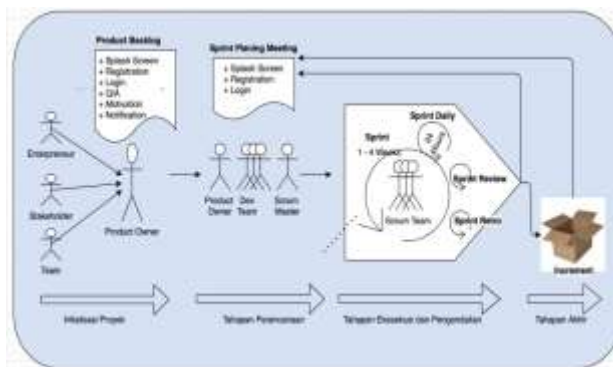 Product Backlog
+ Splash Screen
+ Registration
+ Login
+ Q/A
+ Motivation
+ Notification
Sprint Planing Meeting
+ Splash Screen
+ Registration
+ Login
Entrepreneur
Stakeholder
Team
Product Owner
Product Owner
Dev Team
Scrum Master
Sprint Daily
Sprint
1 - 4 Weeks
Scrum Team
Sprint Review
Sprint Retro
Increment
Inisialisasi Proyek
Tahapan Perencanaan
Tahapan Eksekusi dan Pengendalian
Tahapan Akhir